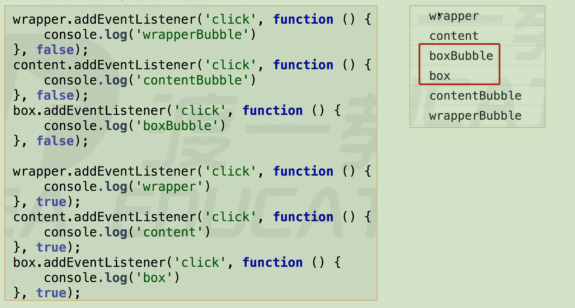 wrapper.addEventListener('click', function () {
    console.log('wrapperBubble')
}, false);
content.addEventListener('click', function () {
    console.log('contentBubble')
}, false);
box.addEventListener('click', function () {
    console.log('boxBubble')
}, false);

wrapper.addEventListener('click', function () {
    console.log('wrapper')
}, true);
content.addEventListener('click', function () {
    console.log('content')
}, true);
box.addEventListener('click', function () {
    console.log('box')
}, true);
wrapper
content
boxBubble
box
contentBubble
wrapperBubble